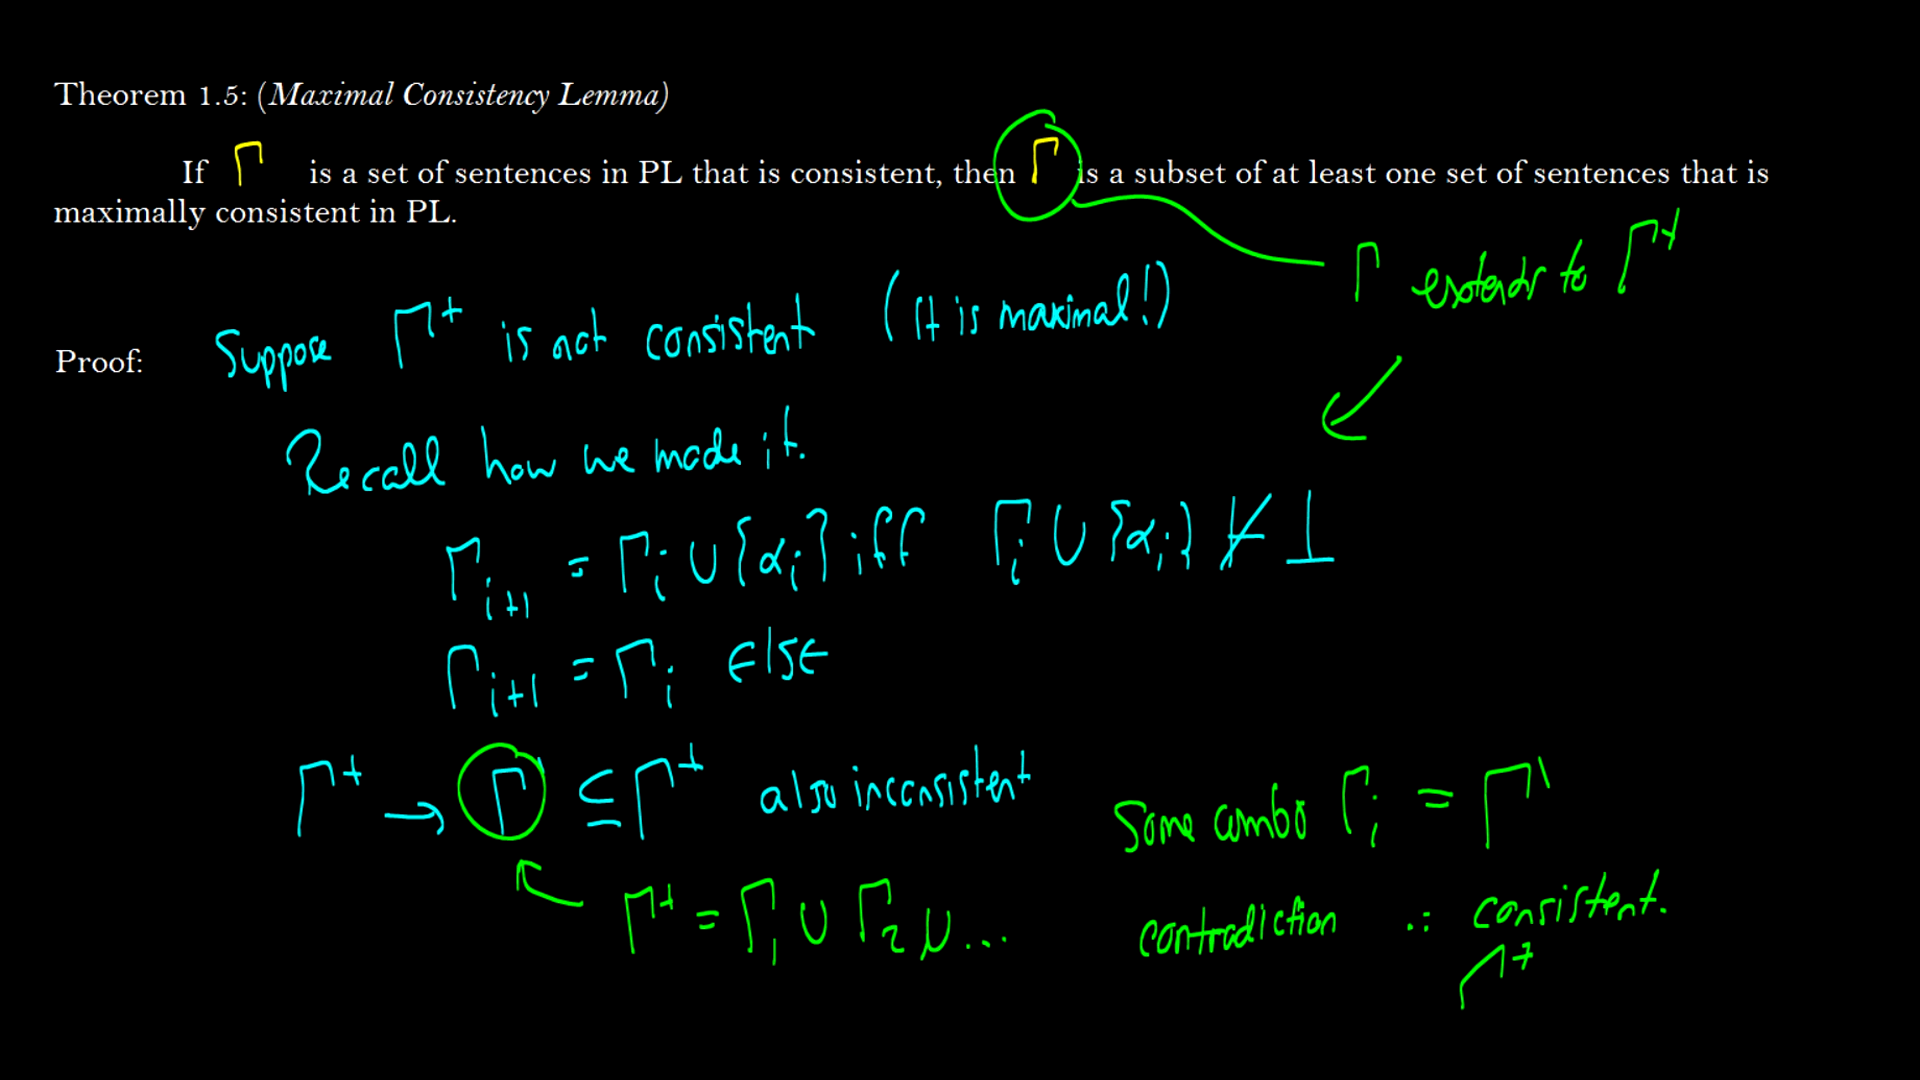 Theorem 1.5: (Maximal Consistency Lemma)
If Γ is a set of sentences in PL that is consistent, then Γ is a subset of at least one set of sentences that is
maximally consistent in PL.
Γ extends to Γ⁺
Proof: Suppose Γ⁺ is not consistent (It is maximal!)
Recall how we made it.
Γᵢ₊₁ = Γᵢ ∪ {αᵢ} iff Γᵢ ∪ {αᵢ} ⊬ ⊥
Γᵢ₊₁ = Γᵢ else
Γ⁺ → Γ' ⊆ Γ⁺ also inconsistent
Γ⁺ = Γ₁ ∪ Γ₂ ∪ ...
Some combo Γᵢ = Γ'
contradiction ∴ consistent.
Γ⁺